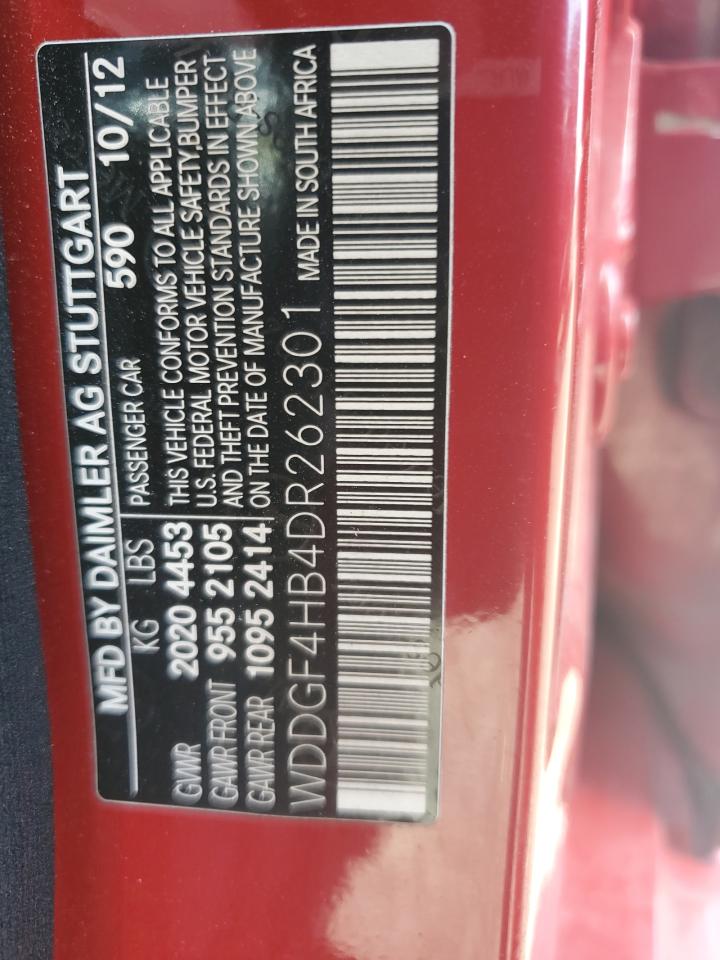 MFD BY DAIMLER AG STUTTGART
KG LBS PASSENGER CAR 590 10/12
GVWR 2020 4453 THIS VEHICLE CONFORMS TO ALL APPLICABLE
GAWR FRONT 955 2105 U.S. FEDERAL MOTOR VEHICLE SAFETY,BUMPER
GAWR REAR 1095 2414 AND THEFT PREVENTION STANDARDS IN EFFECT
ON THE DATE OF MANUFACTURE SHOWN ABOVE
WDDGF4HB4DR262301 MADE IN SOUTH AFRICA